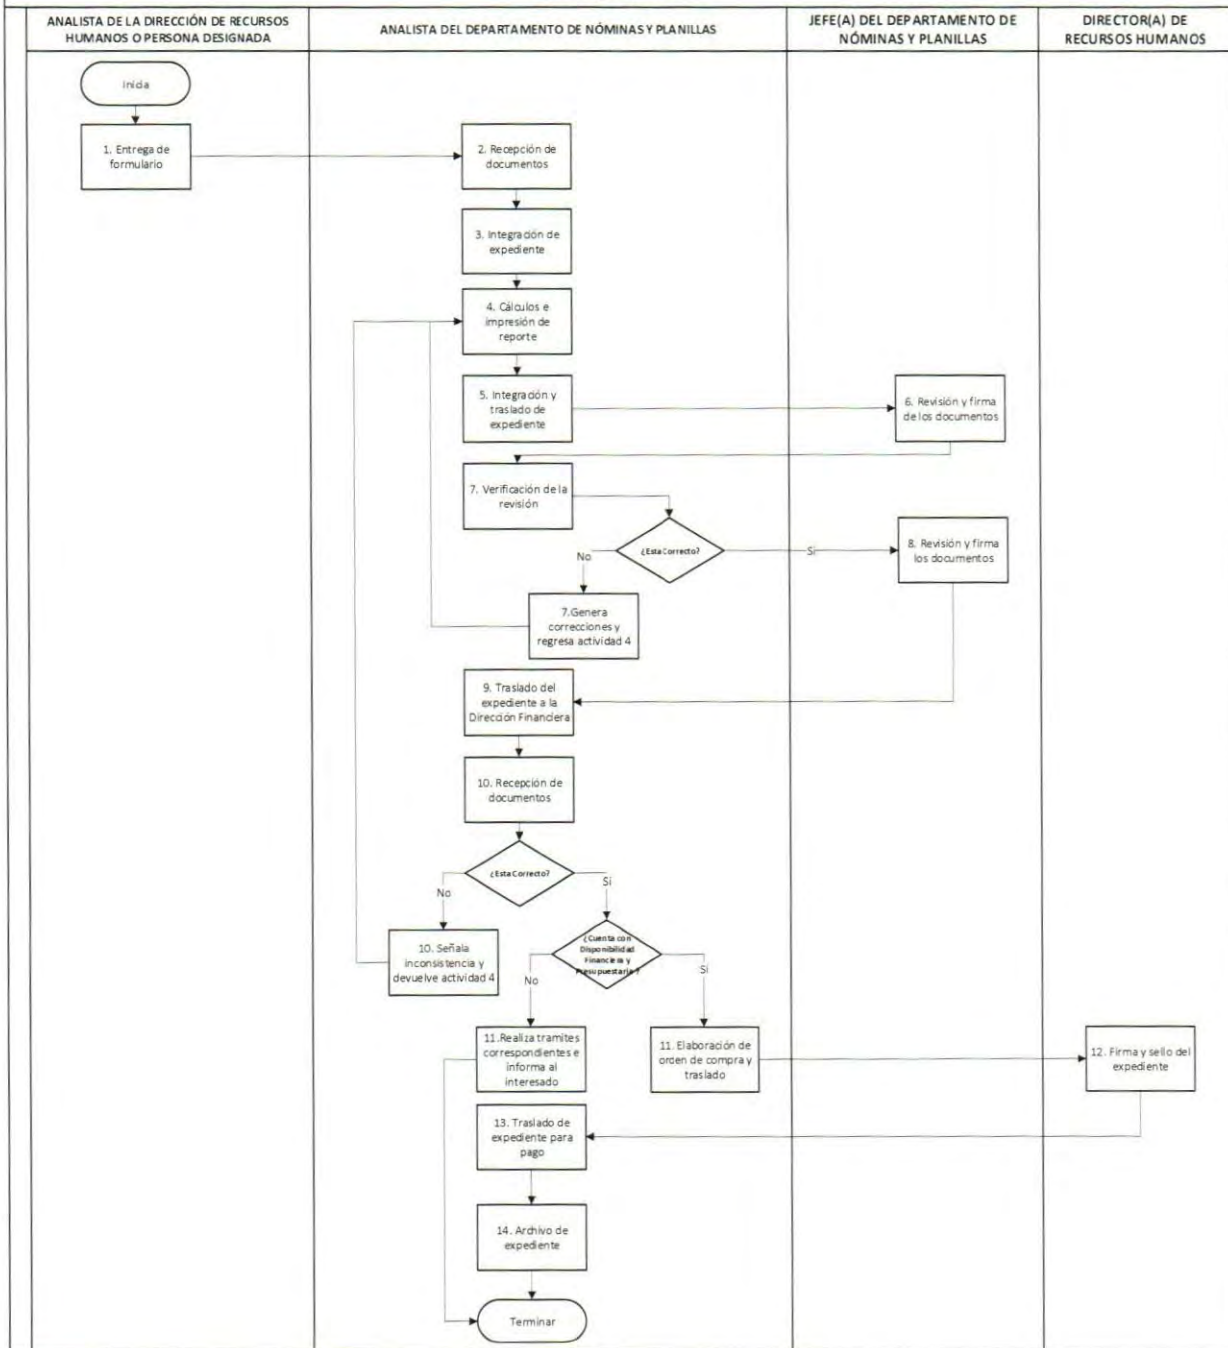 ANALISTA DE LA DIRECCIÓN DE RECURSOS
HUMANOS O PERSONA DESIGNADA
ANALISTA DEL DEPARTAMENTO DE NÓMINAS Y PLANILLAS
JEFE(A) DEL DEPARTAMENTO DE
NÓMINAS Y PLANILLAS
DIRECTOR(A) DE
RECURSOS HUMANOS
Inicia
1. Entrega de
formulario
2. Recepción de
documentos
3. Integración de
expediente
4. Cálculos e
impresión de
reporte
5. Integración y
traslado de
expediente
6. Revisión y firma
de los documentos
7. Verificación de la
revisión
¿Esta Correcto?
No
Si
8. Revisión y firma
los documentos
7.Genera
correcciones y
regresa actividad 4
9. Traslado del
expediente a la
Dirección Financiera
10. Recepción de
documentos
¿Esta Correcto?
No
Si
10. Señala
inconsistencia y
devuelve actividad 4
¿Cuenta con
Disponibilidad
Financiera y
Presupuestaria?
No
Si
11.Realiza tramites
correspondientes e
informa al
interesado
11. Elaboración de
orden de compra y
traslado
12. Firma y sello del
expediente
13. Traslado de
expediente para
pago
14. Archivo de
expediente
Terminar